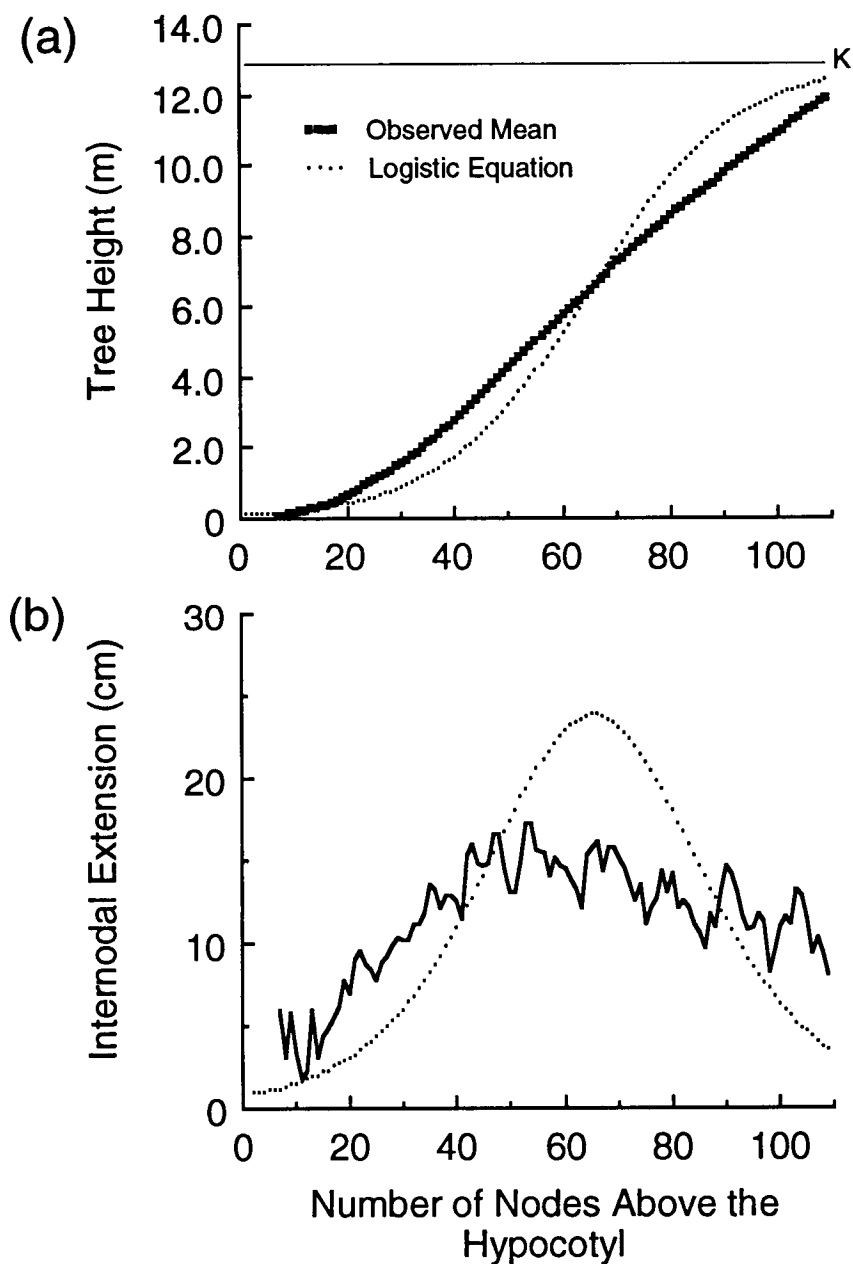 (a)
14.0
12.0
10.0
8.0
6.0
4.0
2.0
0
Tree Height (m)
K
Observed Mean
Logistic Equation
0 20 40 60 80 100
(b)
30
20
10
0
Internodal Extension (cm)
0 20 40 60 80 100
Number of Nodes Above the
Hypocotyl